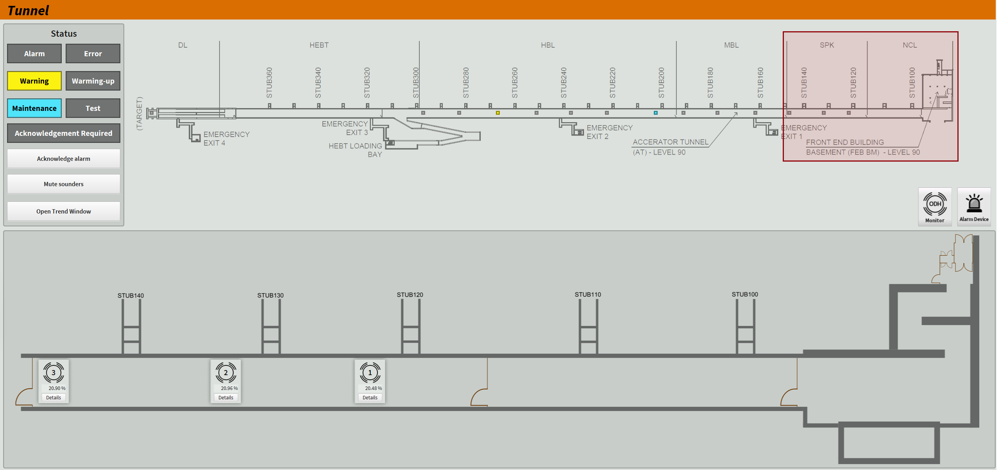 Tunnel
Status
Alarm
Error
Warning
Warming-up
Maintenance
Test
Acknowledgement Required
Acknowledge alarm
Mute sounders
Open Trend Window
DL
HEBT
HBL
MBL
SPK
NCL
(TARGET)
STUB360
STUB340
STUB320
STUB300
STUB280
STUB260
STUB240
STUB220
STUB200
STUB180
STUB160
STUB140
STUB120
STUB100
EMERGENCY
EXIT 4
EMERGENCY
EXIT 3
HEBT LOADING
BAY
EMERGENCY
EXIT 2
ACCERATOR TUNNEL
(AT) - LEVEL 90
EMERGENCY
EXIT 1
FRONT END BUILDING
BASEMENT (FEB BM) - LEVEL 90
ODH
Monitor
Alarm Device
STUB140
STUB130
STUB120
STUB110
STUB100
3
20.90 %
Details
2
20.96 %
Details
1
20.48 %
Details